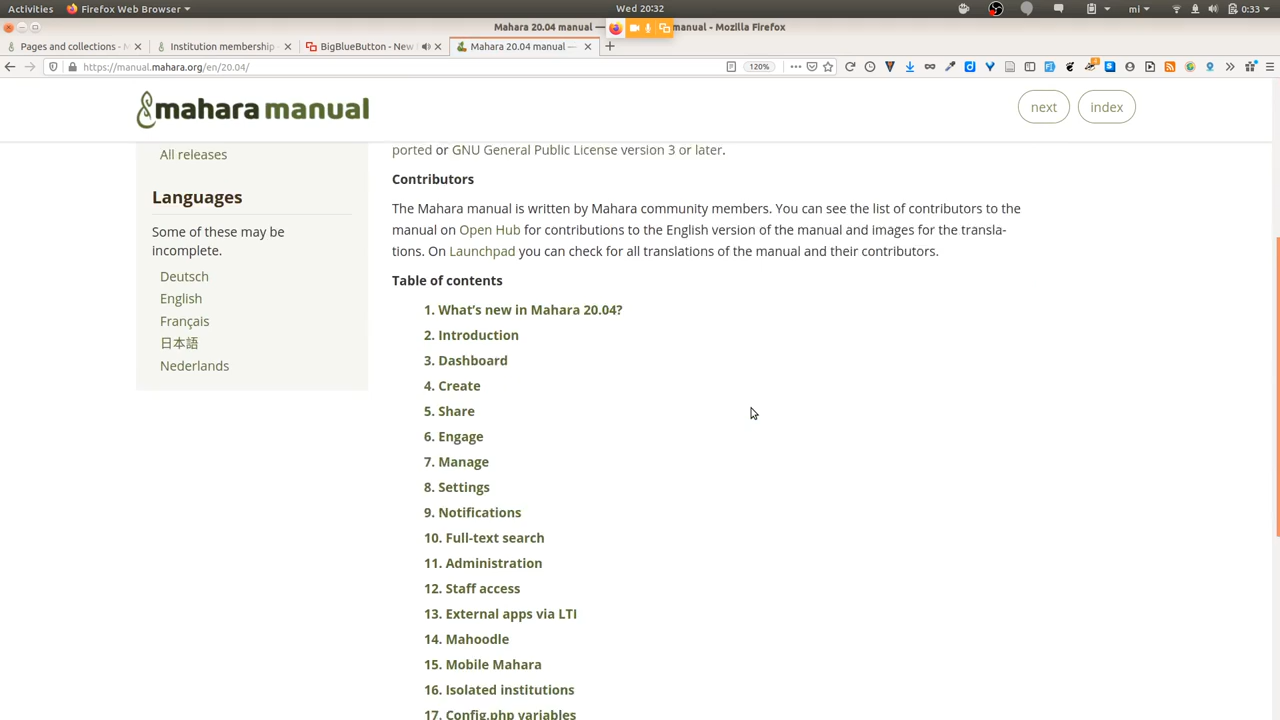 Activities
Firefox Web Browser
Wed 20:32
mi
0:33
Mahara 20.04 manual —
manual - Mozilla Firefox
Pages and collections - M
Institution membership
BigBlueButton - New
Mahara 20.04 manual —
https://manual.mahara.org/en/20.04/
120%
mahara manual
next
index
All releases
Languages
Some of these may be
incomplete.
Deutsch
English
Français
日本語
Nederlands
ported or GNU General Public License version 3 or later.
Contributors
The Mahara manual is written by Mahara community members. You can see the list of contributors to the
manual on Open Hub for contributions to the English version of the manual and images for the transla-
tions. On Launchpad you can check for all translations of the manual and their contributors.
Table of contents
1. What's new in Mahara 20.04?
2. Introduction
3. Dashboard
4. Create
5. Share
6. Engage
7. Manage
8. Settings
9. Notifications
10. Full-text search
11. Administration
12. Staff access
13. External apps via LTI
14. Mahoodle
15. Mobile Mahara
16. Isolated institutions
17. Config.php variables